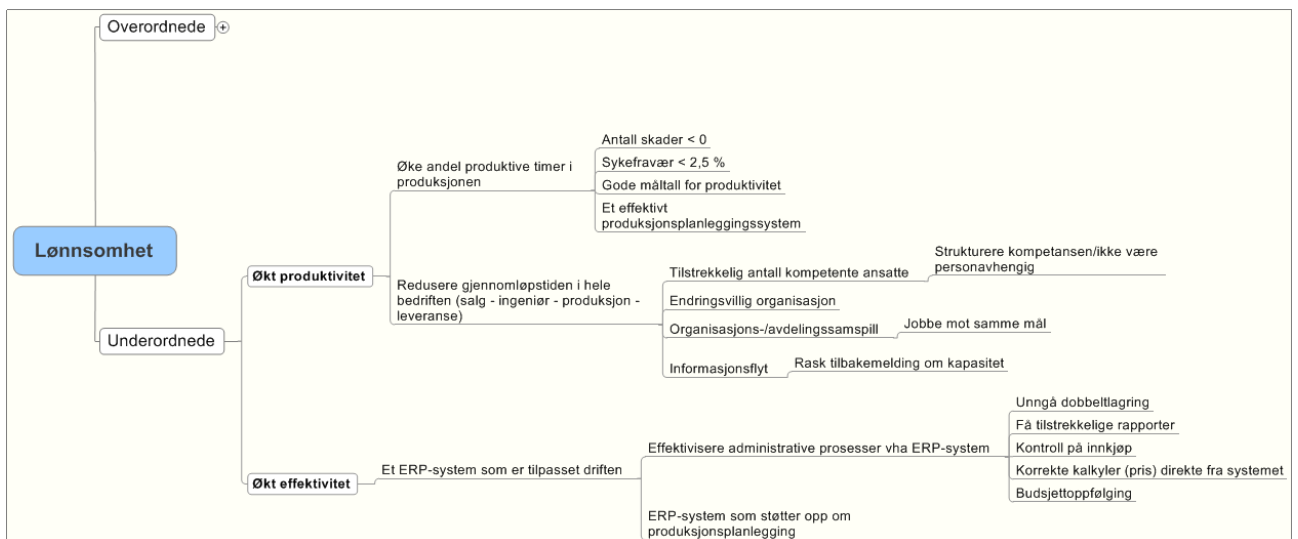 Overordnede
Lønnsomhet
Underordnede
Økt produktivitet
Øke andel produktive timer i
produksjonen
Antall skader < 0
Sykefravær < 2,5 %
Gode måltall for produktivitet
Et effektivt
produksjonsplanleggingssystem
Redusere gjennomløpstiden i hele
bedriften (salg - ingeniør - produksjon -
leveranse)
Tilstrekkelig antall kompetente ansatte
Strukturere kompetansen/ikke være
personavhengig
Endringsvillig organisasjon
Organisasjons-/avdelingssamspill
Jobbe mot samme mål
Informasjonsflyt
Rask tilbakemelding om kapasitet
Økt effektivitet
Et ERP-system som er tilpasset driften
Effektivisere administrative prosesser vha ERP-system
Unngå dobbeltlagring
Få tilstrekkelige rapporter
Kontroll på innkjøp
Korrekte kalkyler (pris) direkte fra systemet
Budsjettoppfølging
ERP-system som støtter opp om
produksjonsplanlegging